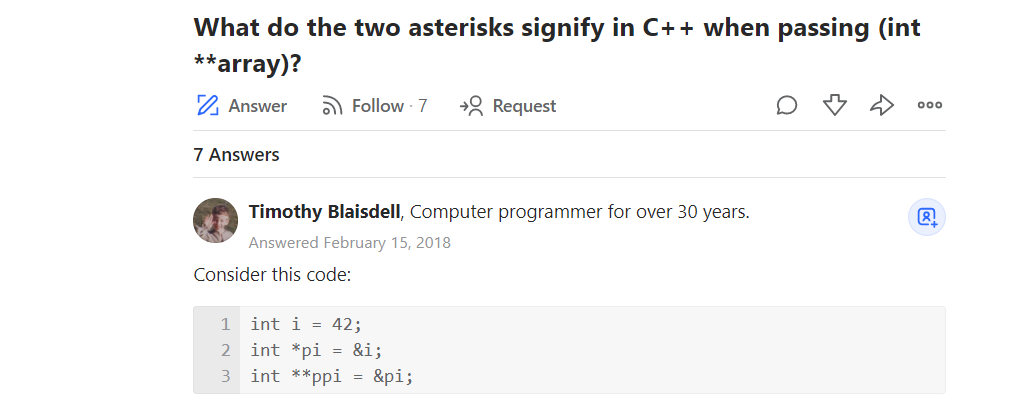 What do the two asterisks signify in C++ when passing (int
**array)?
Answer Follow · 7 Request
7 Answers
Timothy Blaisdell, Computer programmer for over 30 years.
Answered February 15, 2018
Consider this code:
1 int i = 42;
2 int *pi = &i;
3 int **ppi = &pi;